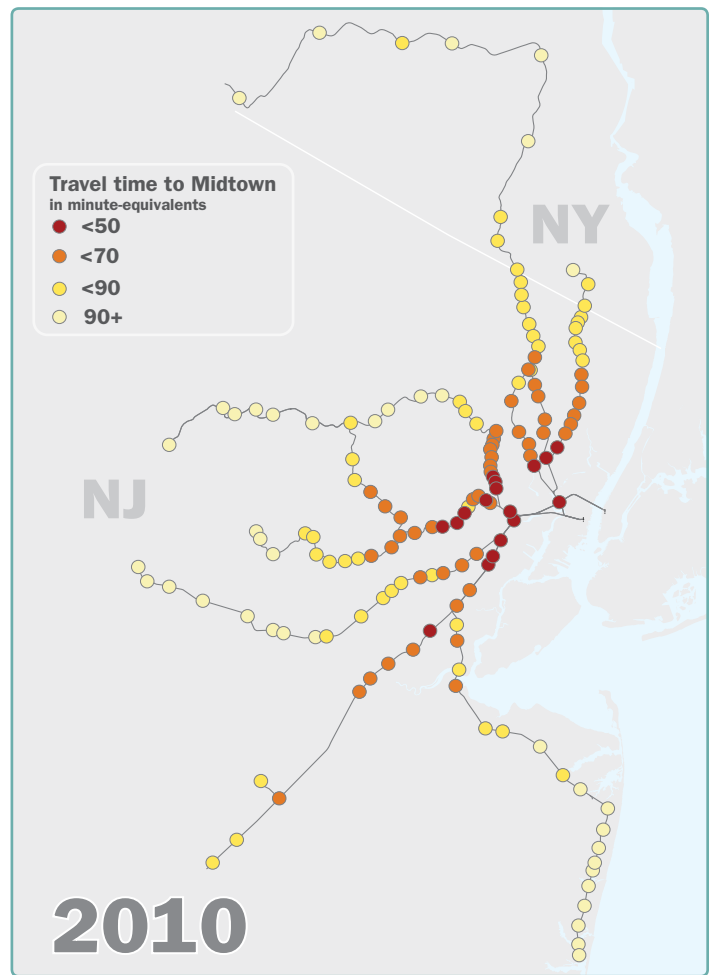 Travel time to Midtown
in minute-equivalents
<50
<70
<90
90+
NY
NJ
2010